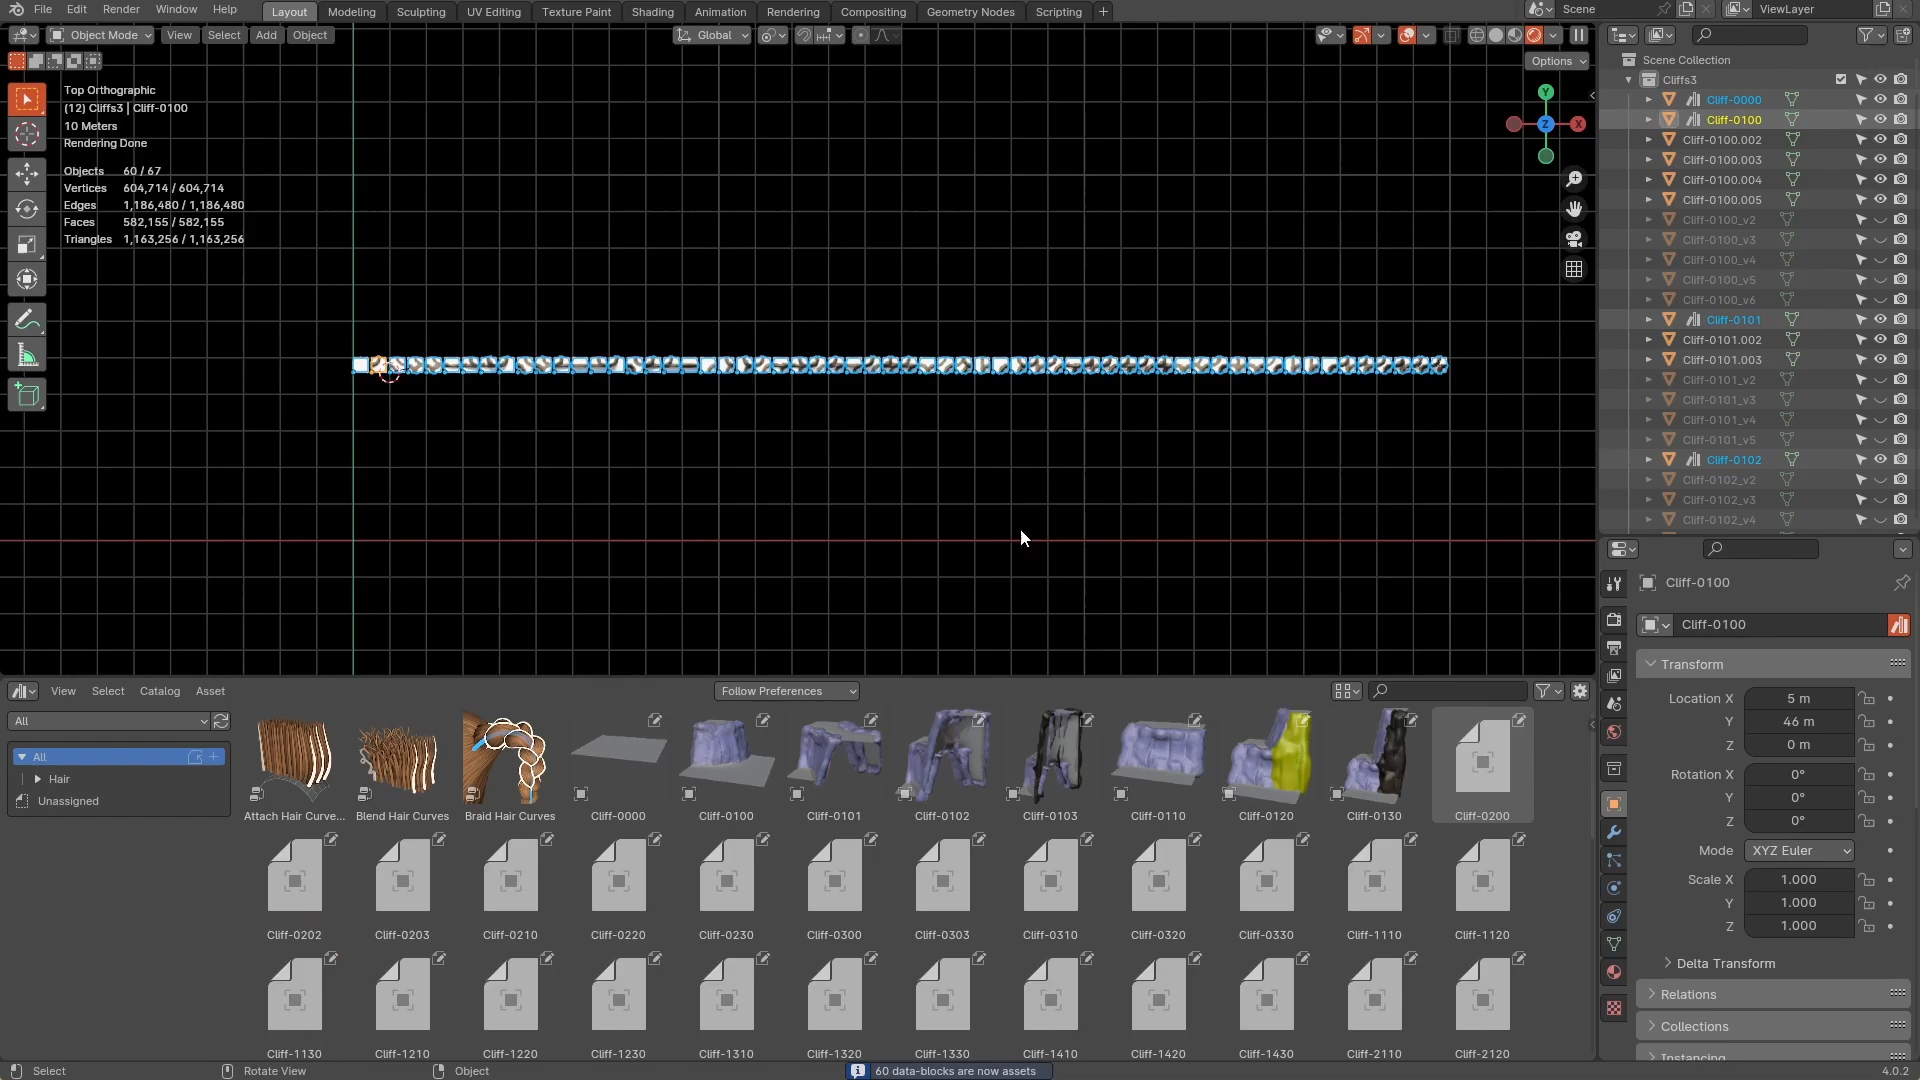 File Edit Render Window Help Layout Modeling Sculpting UV Editing Texture Paint Shading Animation Rendering Compositing Geometry Nodes Scripting + Scene ViewLayer
Object Mode View Select Add Object Global
Options
Top Orthographic
(12) Cliffs3 | Cliff-0100
10 Meters
Rendering Done
Objects 60 / 67
Vertices 604,714 / 604,714
Edges 1,186,480 / 1,186,480
Faces 582,155 / 582,155
Triangles 1,163,256 / 1,163,256
Y
Z X
Scene Collection
Cliffs3
Cliff-0000
Cliff-0100
Cliff-0100.002
Cliff-0100.003
Cliff-0100.004
Cliff-0100.005
Cliff-0100_v2
Cliff-0100_v3
Cliff-0100_v4
Cliff-0100_v5
Cliff-0100_v6
Cliff-0101
Cliff-0101.002
Cliff-0101.003
Cliff-0101_v2
Cliff-0101_v3
Cliff-0101_v4
Cliff-0101_v5
Cliff-0102
Cliff-0102_v2
Cliff-0102_v3
Cliff-0102_v4
Cliff-0100
Cliff-0100
Transform
Location X 5 m
Y 46 m
Z 0 m
Rotation X 0°
Y 0°
Z 0°
Mode XYZ Euler
Scale X 1.000
Y 1.000
Z 1.000
Delta Transform
Relations
Collections
Instancing
View Select Catalog Asset Follow Preferences
All
All
Hair
Unassigned
Attach Hair Curve... Blend Hair Curves Braid Hair Curves Cliff-0000 Cliff-0100 Cliff-0101 Cliff-0102 Cliff-0103 Cliff-0110 Cliff-0120 Cliff-0130 Cliff-0200
Cliff-0202 Cliff-0203 Cliff-0210 Cliff-0220 Cliff-0230 Cliff-0300 Cliff-0303 Cliff-0310 Cliff-0320 Cliff-0330 Cliff-1110 Cliff-1120
Cliff-1130 Cliff-1210 Cliff-1220 Cliff-1230 Cliff-1310 Cliff-1320 Cliff-1330 Cliff-1410 Cliff-1420 Cliff-1430 Cliff-2110 Cliff-2120
Select Rotate View Object 60 data-blocks are now assets 4.0.2